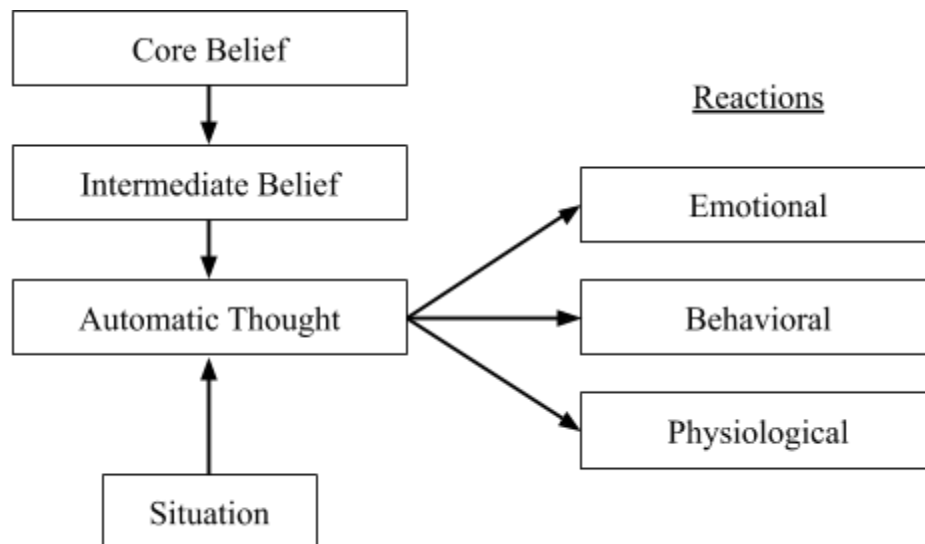 Core Belief
Reactions
Intermediate Belief
Emotional
Automatic Thought
Behavioral
Physiological
Situation